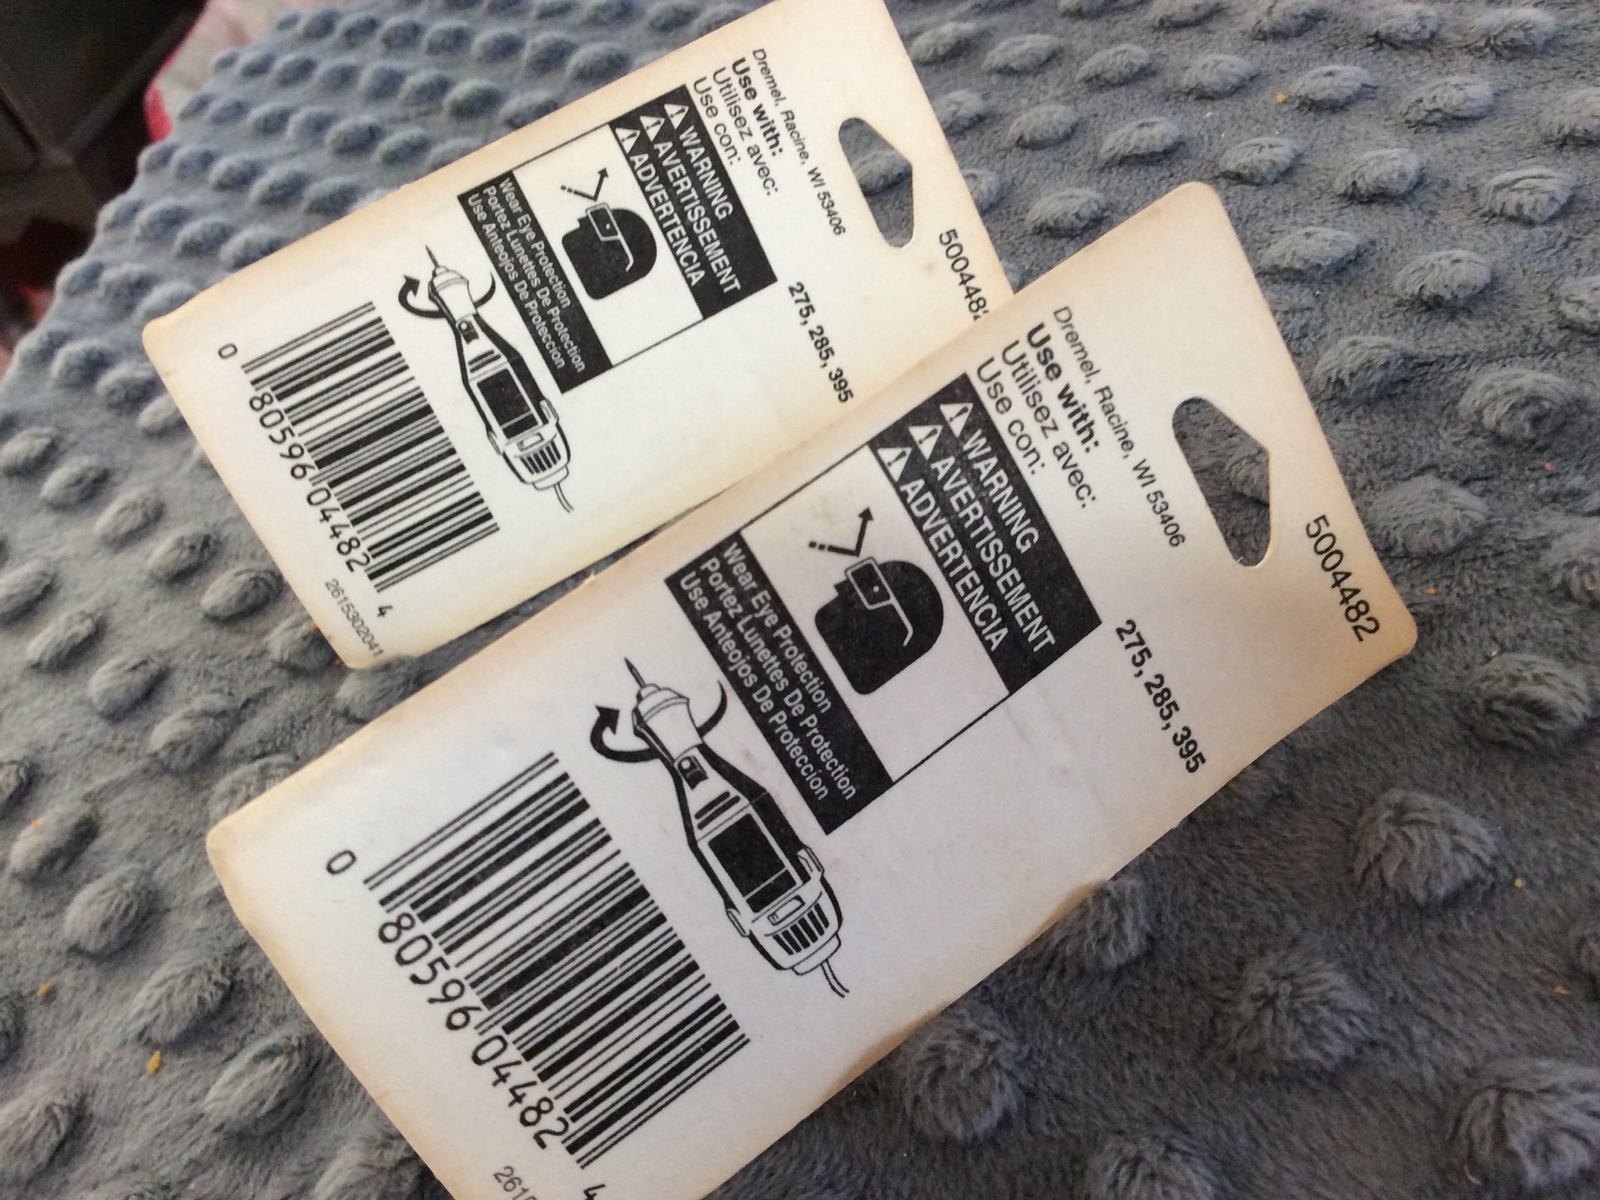 5004482
Dremel, Racine, WI 53406
Use with:
Utilisez avec:
Use con:
275, 285, 395
WARNING
AVERTISSEMENT
ADVERTENCIA
Wear Eye Protection
Portez Lunettes De Protection
Use Anteojos De Proteccion
0 80596 04482 4
2615302041
5004482
Dremel, Racine, WI 53406
Use with:
Utilisez avec:
Use con:
275, 285, 395
WARNING
AVERTISSEMENT
ADVERTENCIA
Wear Eye Protection
Portez Lunettes De Protection
Use Anteojos De Proteccion
0 80596 04482 4